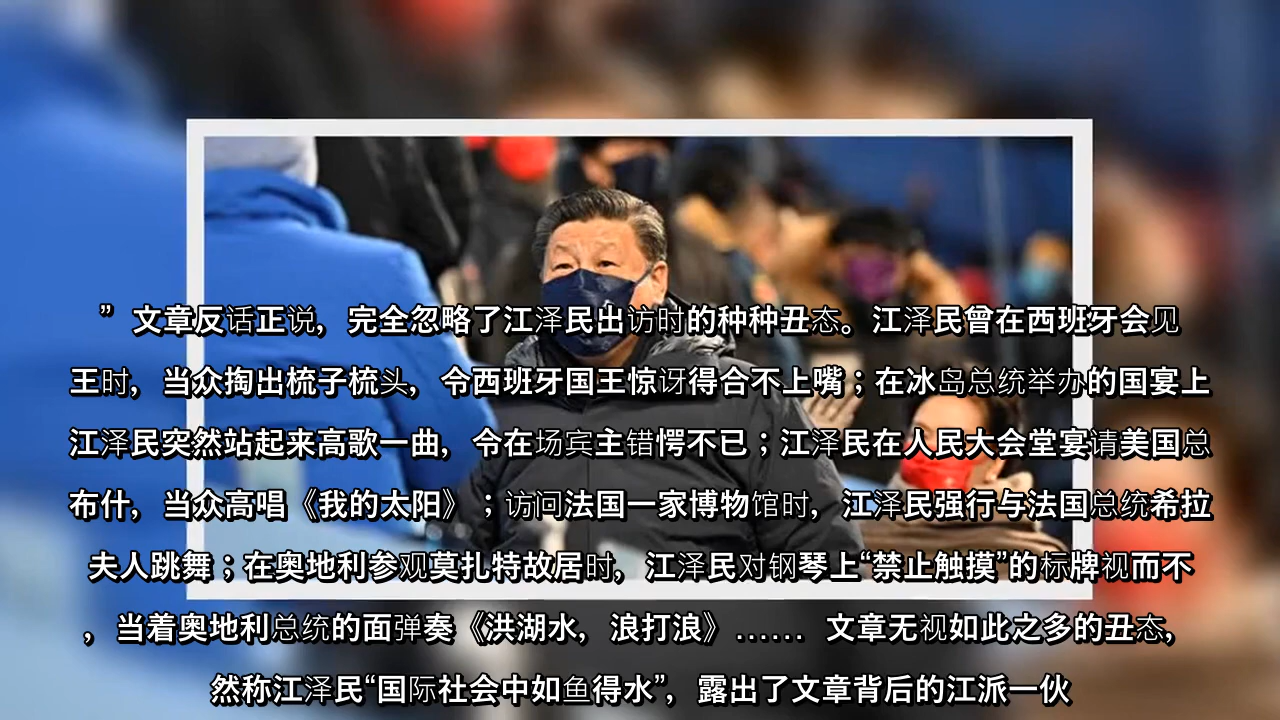 ”文章反话正说，完全忽略了江泽民出访时的种种丑态。江泽民曾在西班牙会见
王时，当众掏出梳子梳头，令西班牙国王惊讶得合不上嘴；在冰岛总统举办的国宴上
江泽民突然站起来高歌一曲，令在场宾主错愕不已；江泽民在人民大会堂宴请美国总
布什，当众高唱《我的太阳》；访问法国一家博物馆时，江泽民强行与法国总统希拉
夫人跳舞；在奥地利参观莫扎特故居时，江泽民对钢琴上“禁止触摸”的标牌视而不
，当着奥地利总统的面弹奏《洪湖水，浪打浪》…… 文章无视如此之多的丑态，
然称江泽民“国际社会中如鱼得水”，露出了文章背后的江派一伙